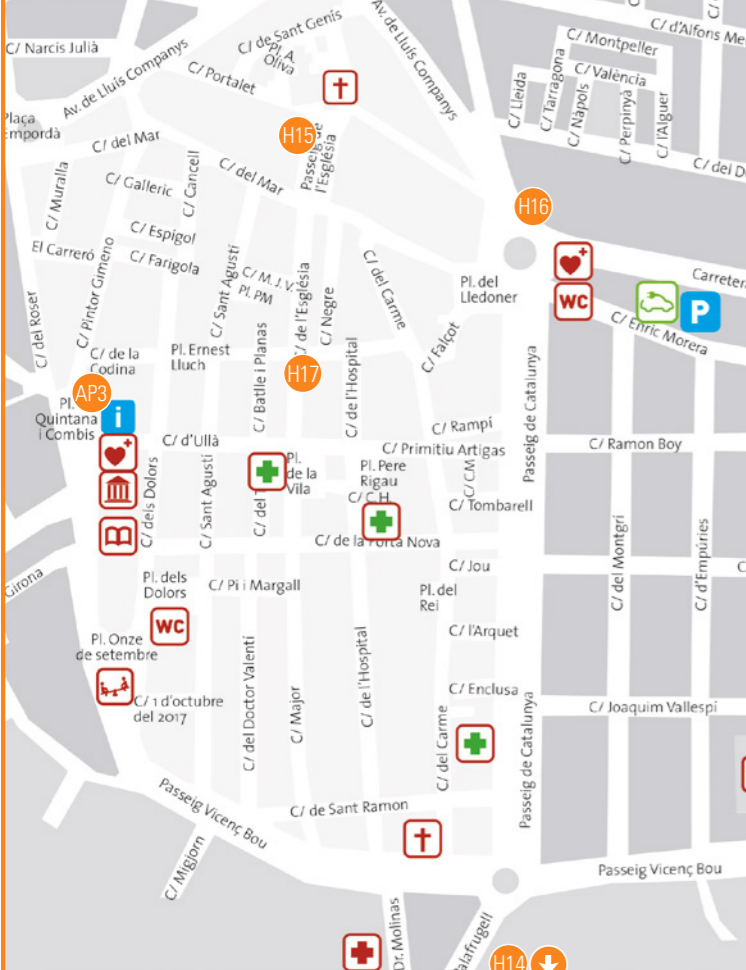 C/ Narcis Julià
Av. de Lluís Companys
C/ de Sant Genís
Pl. A.
Oliva
C/ Portalet
Av. de Lluís Companys
C/ d'Alfons Me
C/ Montpeller
C/ València
C/ Lleida
C/ Tarragona
C/ Nàpols
C/ Perpinyà
C/ l'Alguer
C/ del D
Plaça
Empordà
C/ del Mar
H15
Passeig de
l'Església
C/ Muralla
C/ Galleric
C/ Cancell
C/ del Mar
H16
El Carreró
C/ Pintor Gimeno
C/ Espígol
C/ Farigola
C/ Sant Agustí
C/ M. J. V.
Pl. PM
C/ de l'Església
C/ Negre
C/ del Carme
Pl. del
Lledoner
WC
P
Carreter
C/ Enric Morera
C/ del Roser
C/ de la
Codina
Pl. Ernest
Lluch
C/ Batlle i Planas
H17
C/ de l'Hospital
C/ Falçot
Passeig de Catalunya
AP3
Pl.
Quintana
i Combis
i
C/ d'Ullà
C/ Rampí
C/ Primitiu Artigas
C/ Ramon Boy
Pl.
de la
Vila
Pl. Pere
Rigau
C/ C.H.
C/ C.M.
C/ dels Dolors
C/ Sant Agustí
C/ del
C/ Tombarell
C/ de la Porta Nova
C/ Jou
C/ del Montgrí
C/ d'Empúries
C
Girona
Pl. dels
Dolors
C/ Pi i Margall
Pl. del
Rei
WC
C/ l'Arquet
Pl. Onze
de setembre
C/ Enclusa
C/ 1 d'octubre
del 2017
C/ del Doctor Valentí
C/ Major
C/ de l'Hospital
C/ del Carme
Passeig de Catalunya
C/ Joaquim Vallespí
Passeig Vicenç Bou
C/ de Sant Ramon
C/ Migjorn
Passeig Vicenç Bou
Dr. Molinas
alafrugell
H14